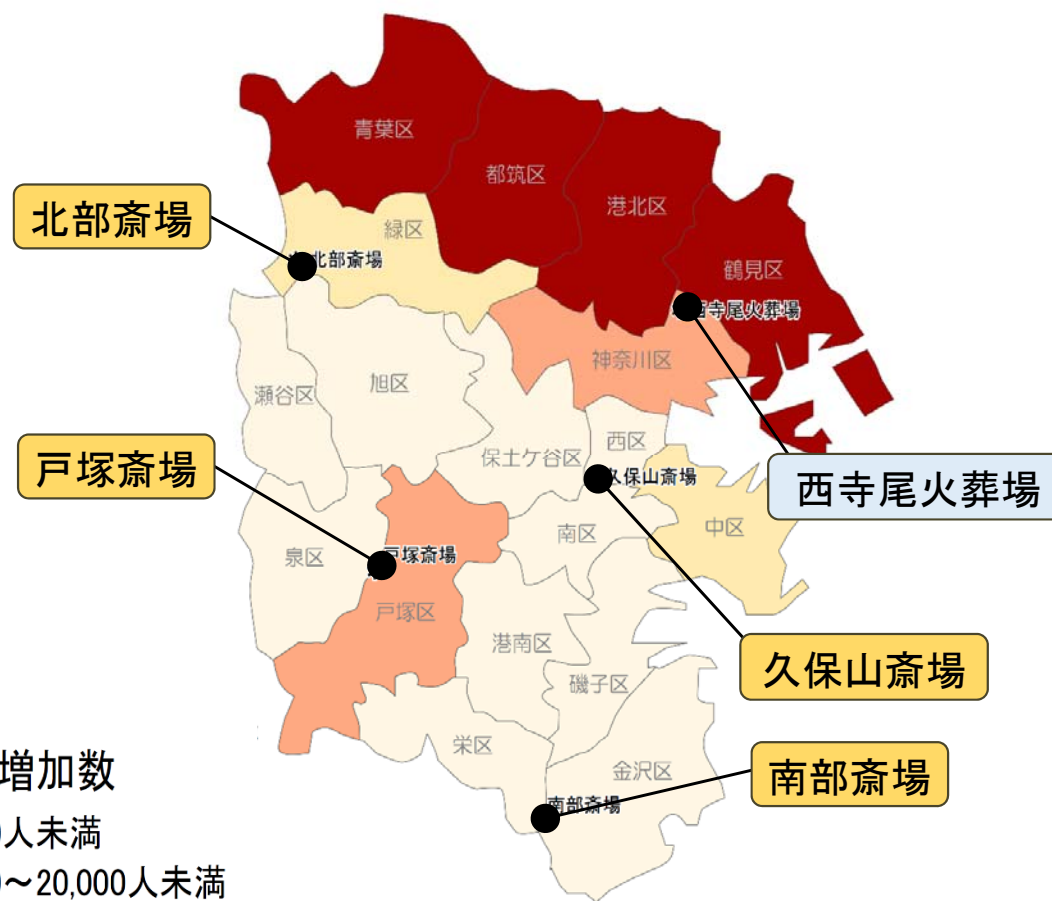 青葉区
都筑区
港北区
北部斎場
緑区
北部斎場
鶴見区
西寺尾火葬場
神奈川区
瀬谷区
旭区
西区
保土ケ谷区
戸塚斎場
久保山斎場
西寺尾火葬場
中区
南区
泉区
戸塚斎場
戸塚区
港南区
久保山斎場
磯子区
栄区
金沢区
南部斎場
増加数
南部斎場
人未満
～20,000人未満